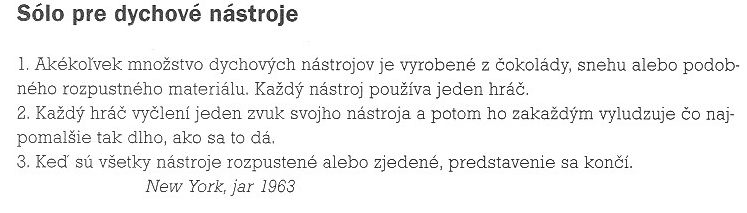 Sólo pre dychové nástroje
1. Akékoľvek množstvo dychových nástrojov je vyrobené z čokolády, snehu alebo podob-
ného rozpustného materiálu. Každý nástroj používa jeden hráč.
2. Každý hráč vyčlení jeden zvuk svojho nástroja a potom ho zakaždým vyludzuje čo naj-
pomalšie tak dlho, ako sa to dá.
3. Keď sú všetky nástroje rozpustené alebo zjedené, predstavenie sa končí.
New York, jar 1963